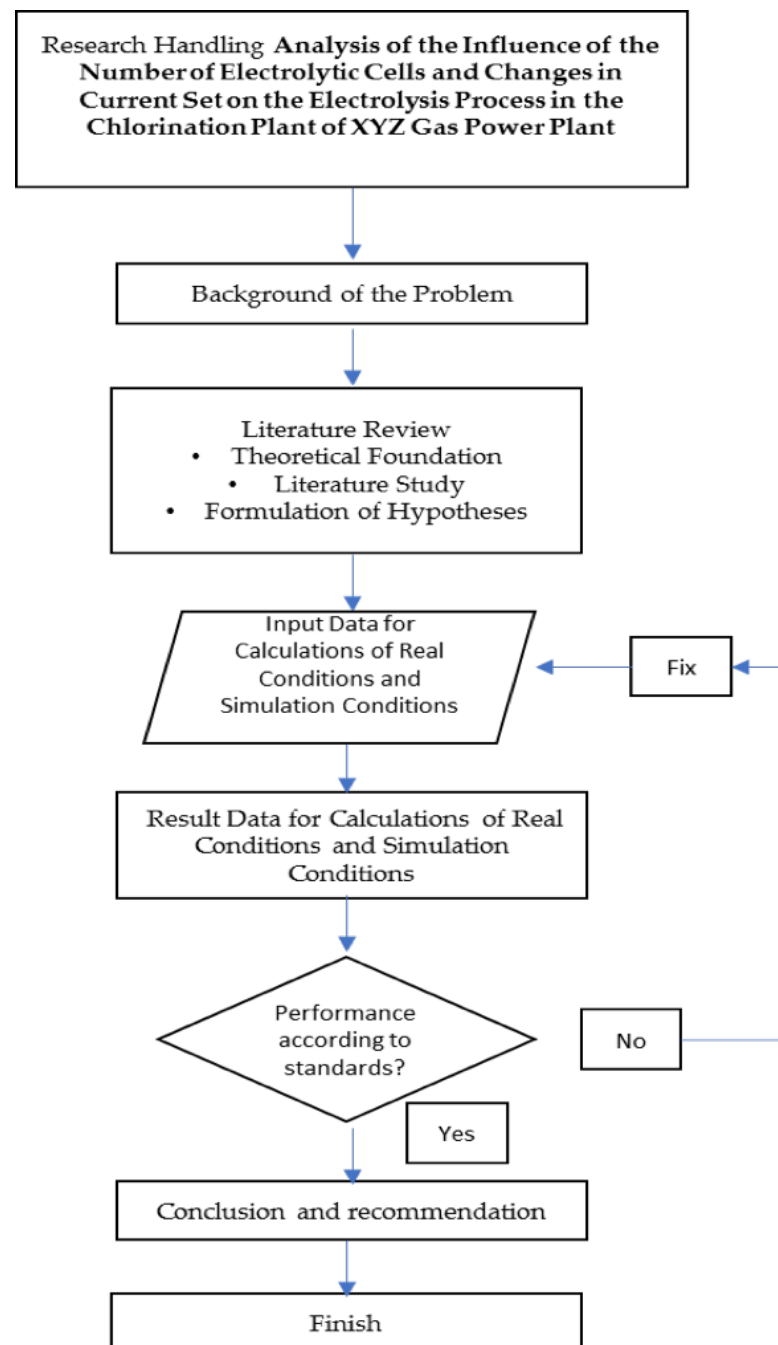 Research Handling Analysis of the Influence of the
Number of Electrolytic Cells and Changes in
Current Set on the Electrolysis Process in the
Chlorination Plant of XYZ Gas Power Plant
Background of the Problem
Literature Review
• Theoretical Foundation
• Literature Study
• Formulation of Hypotheses
Input Data for
Calculations of Real
Conditions and
Simulation Conditions
Fix
Result Data for Calculations of Real
Conditions and Simulation
Conditions
Performance
according to
standards?
No
Yes
Conclusion and recommendation
Finish